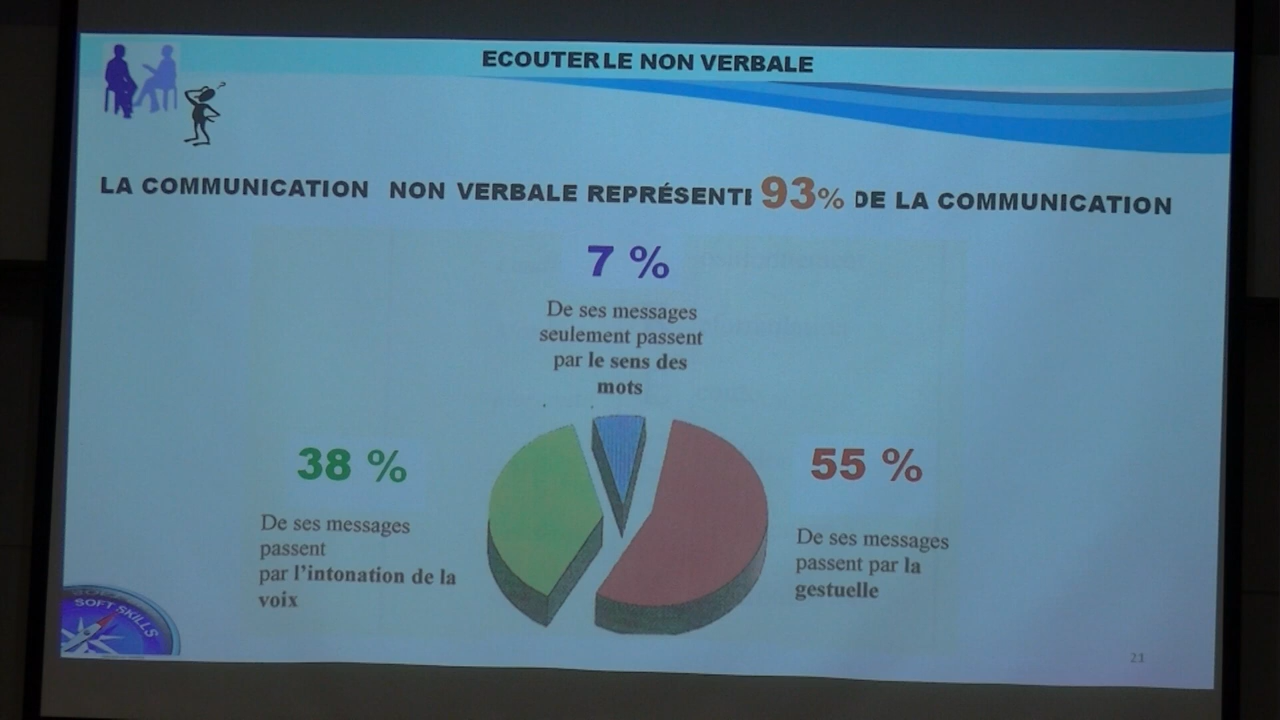 ECOUTER LE NON VERBALE
LA COMMUNICATION NON VERBALE REPRÉSENTE 93% DE LA COMMUNICATION
7 %
De ses messages
seulement passent
par le sens des
mots
38 %
De ses messages
passent
par l'intonation de la
voix
55 %
De ses messages
passent par la
gestuelle
SOFT SKILLS
21